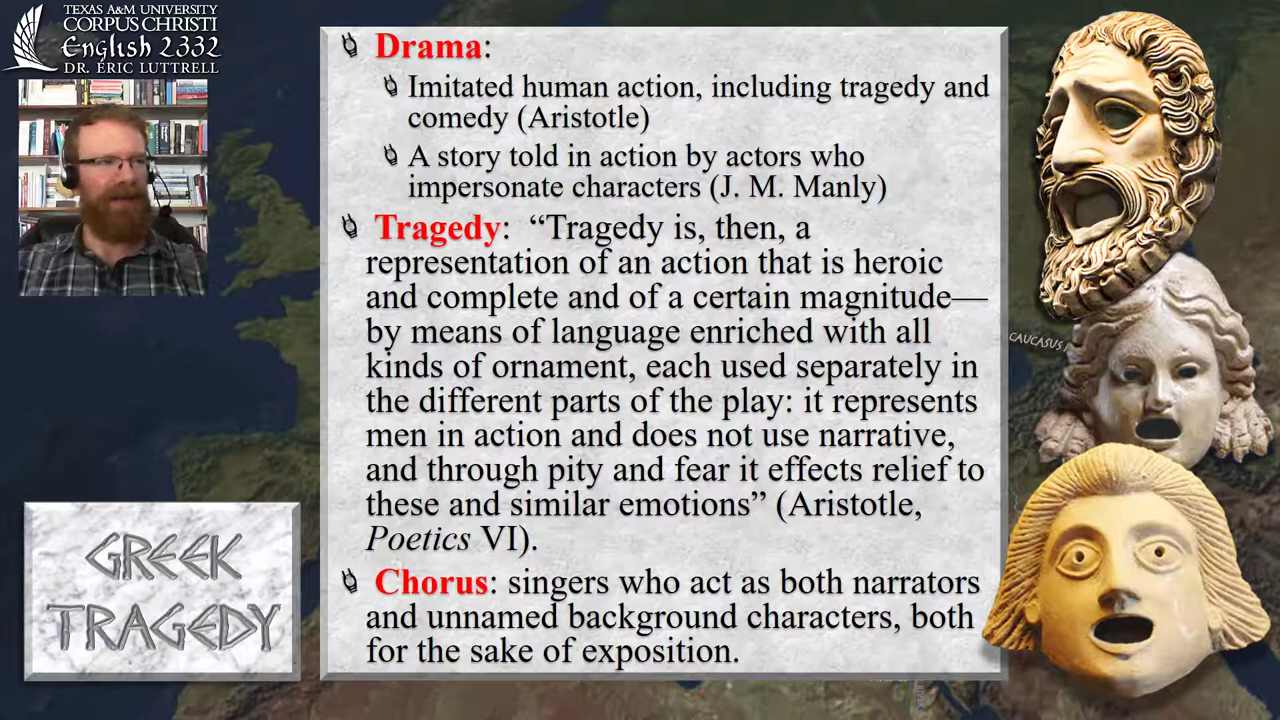 TEXAS A&M UNIVERSITY
CORPUS CHRISTI
English 2332
DR. ERIC LUTTRELL
Drama:
Imitated human action, including tragedy and
comedy (Aristotle)
A story told in action by actors who
impersonate characters (J. M. Manly)
Tragedy: “Tragedy is, then, a
representation of an action that is heroic
and complete and of a certain magnitude—
by means of language enriched with all
kinds of ornament, each used separately in
the different parts of the play: it represents
men in action and does not use narrative,
and through pity and fear it effects relief to
these and similar emotions” (Aristotle,
Poetics VI).
Chorus: singers who act as both narrators
and unnamed background characters, both
for the sake of exposition.
GREEK
TRAGEDY
CAUCASUS